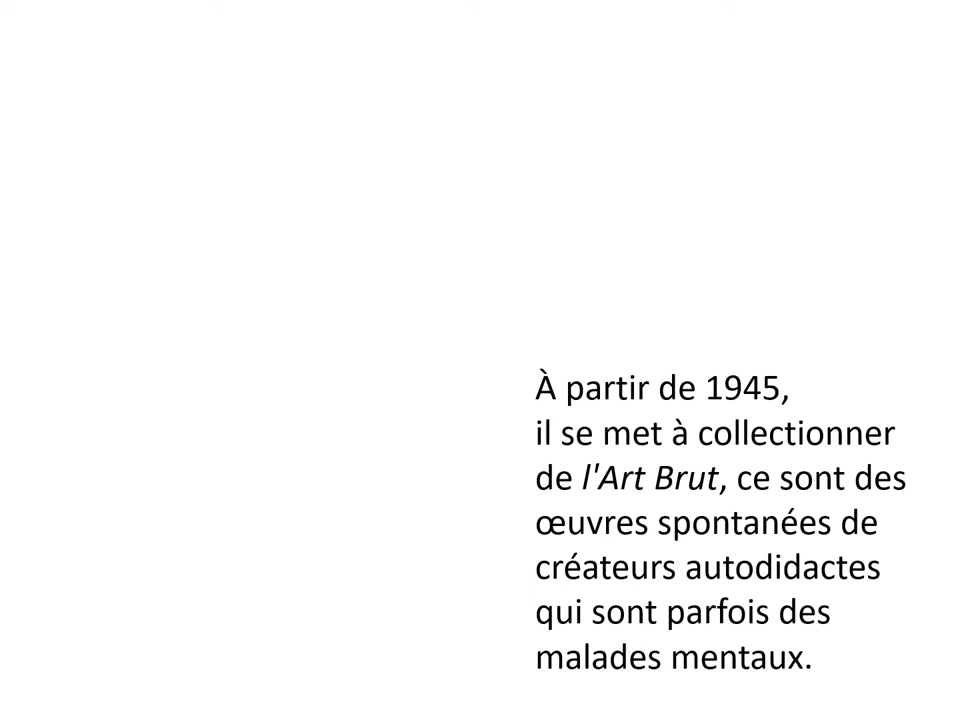 À partir de 1945,
il se met à collectionner
de l'Art Brut, ce sont des
œuvres spontanées de
créateurs autodidactes
qui sont parfois des
malades mentaux.